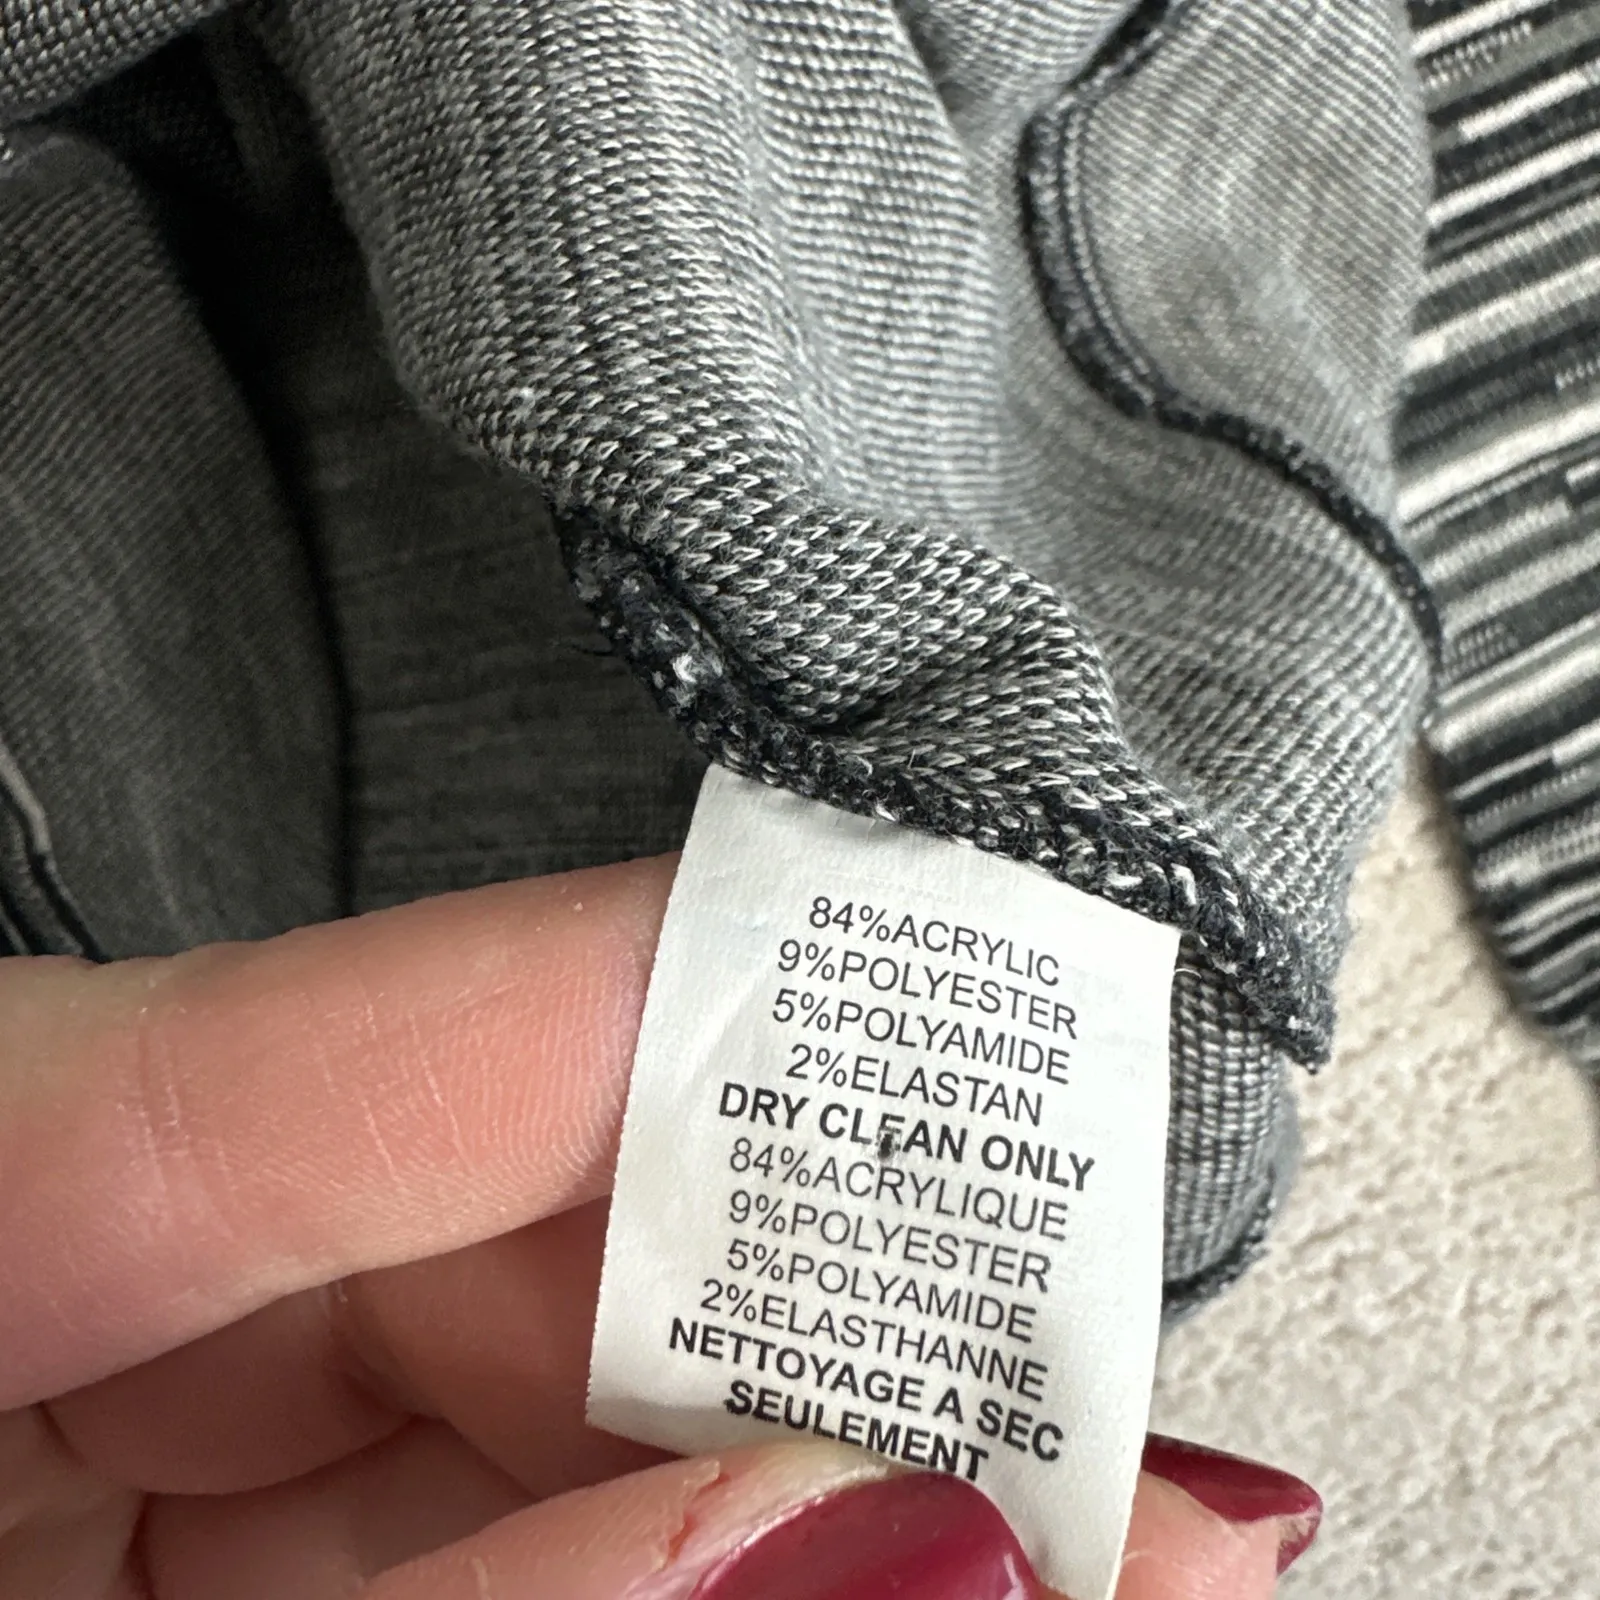 84%ACRYLIC
9%POLYESTER
5%POLYAMIDE
2%ELASTAN
DRY CLEAN ONLY
84%ACRYLIQUE
9%POLYESTER
5%POLYAMIDE
2%ELASTHANNE
NETTOYAGE A SEC
SEULEMENT